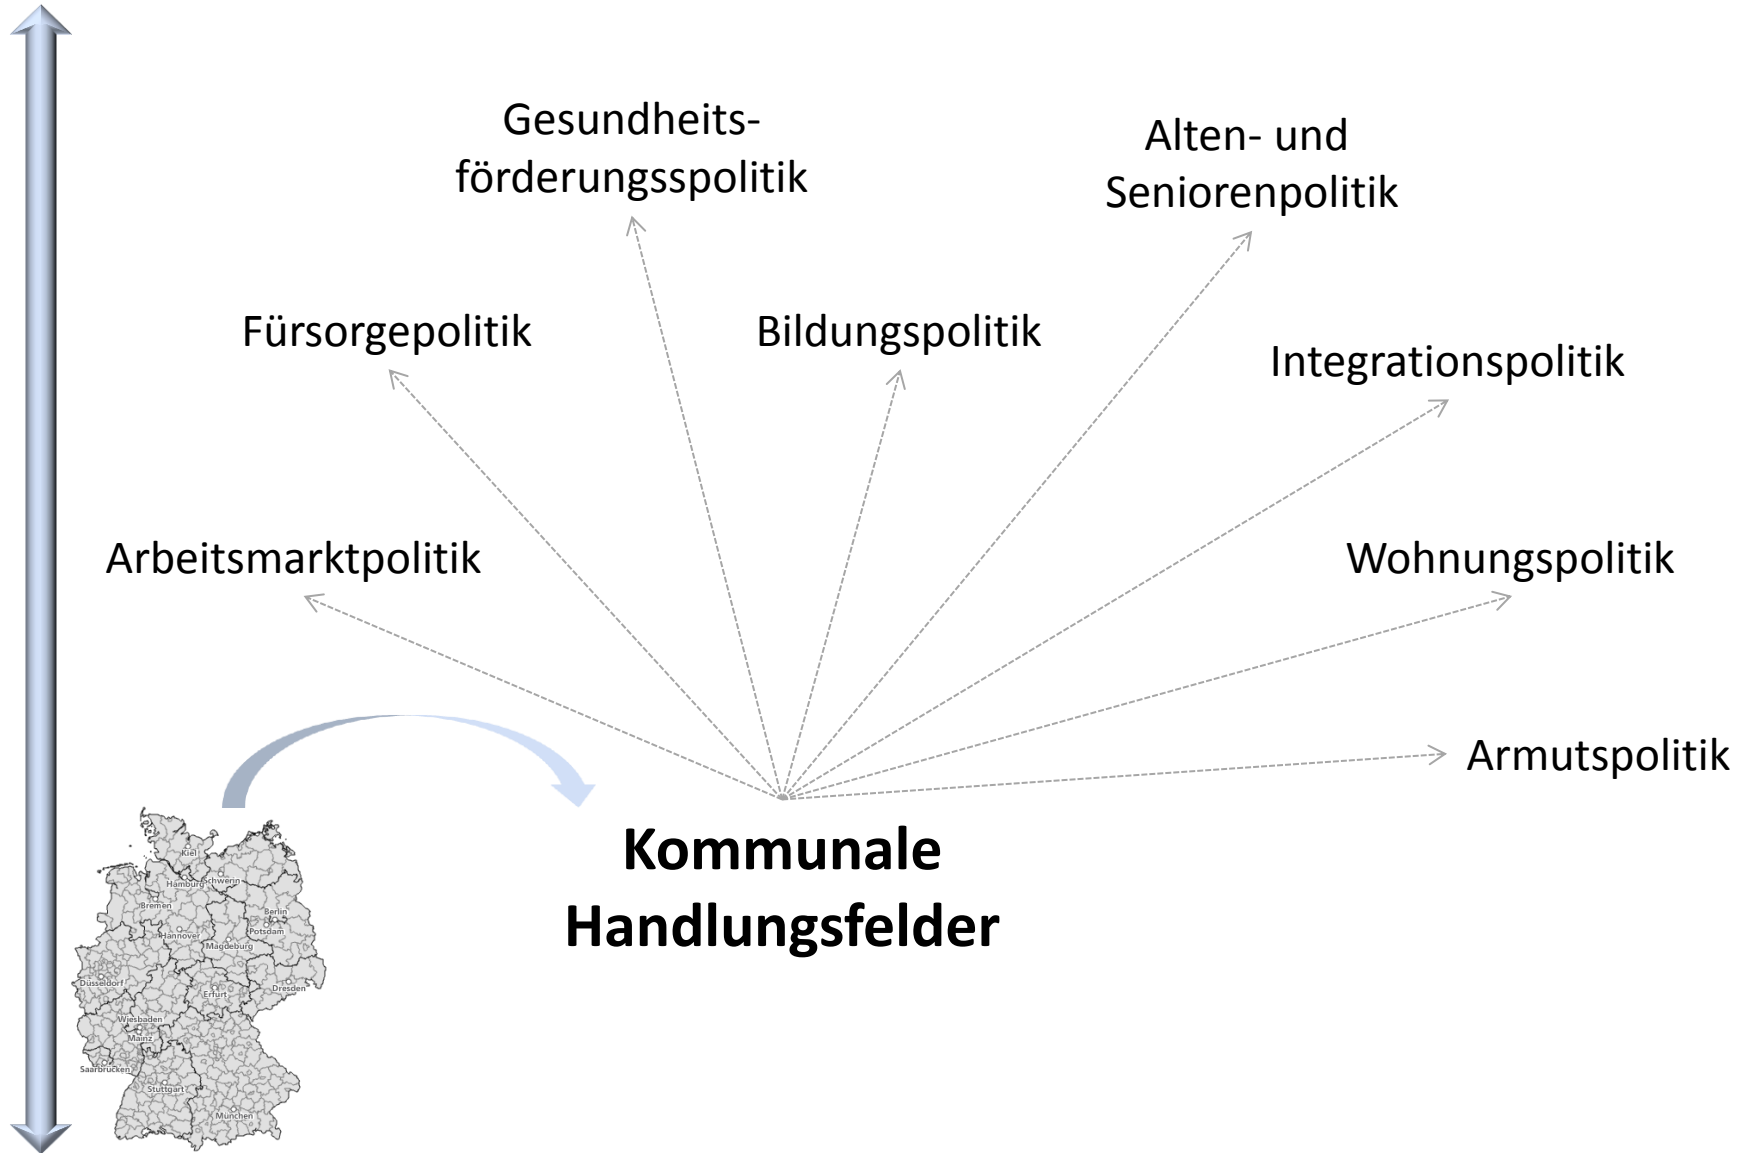 Gesundheits-
förderungsspolitik
Alten- und
Seniorenpolitik
Fürsorgepolitik
Bildungspolitik
Integrationspolitik
Arbeitsmarktpolitik
Wohnungspolitik
Armutspolitik
Kommunale
Handlungsfelder
Kiel
Hamburg
Schwerin
Bremen
Berlin
Potsdam
Hannover
Magdeburg
Düsseldorf
Erfurt
Dresden
Wiesbaden
Mainz
Saarbrücken
Stuttgart
München